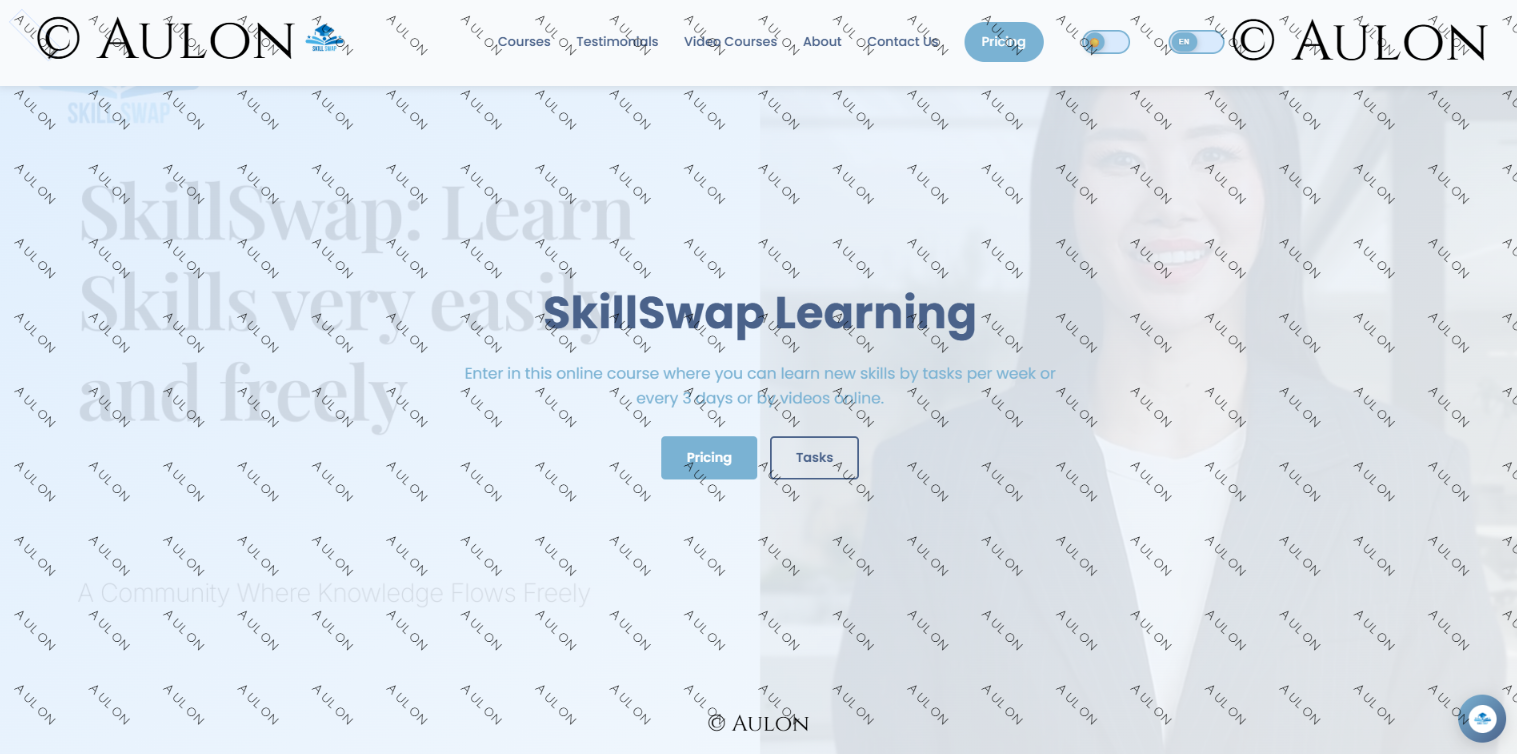 © AULON
SKILL SWAP
Courses
Testimonials
Video Courses
About
Contact Us
Pricing
EN
© AULON
SKILLSWAP
SkillSwap: Learn
Skills very easily
and freely
SkillSwap Learning
Enter in this online course where you can learn new skills by tasks per week or
every 3 days or by videos online.
Pricing
Tasks
A Community Where Knowledge Flows Freely
© AULON
AULON